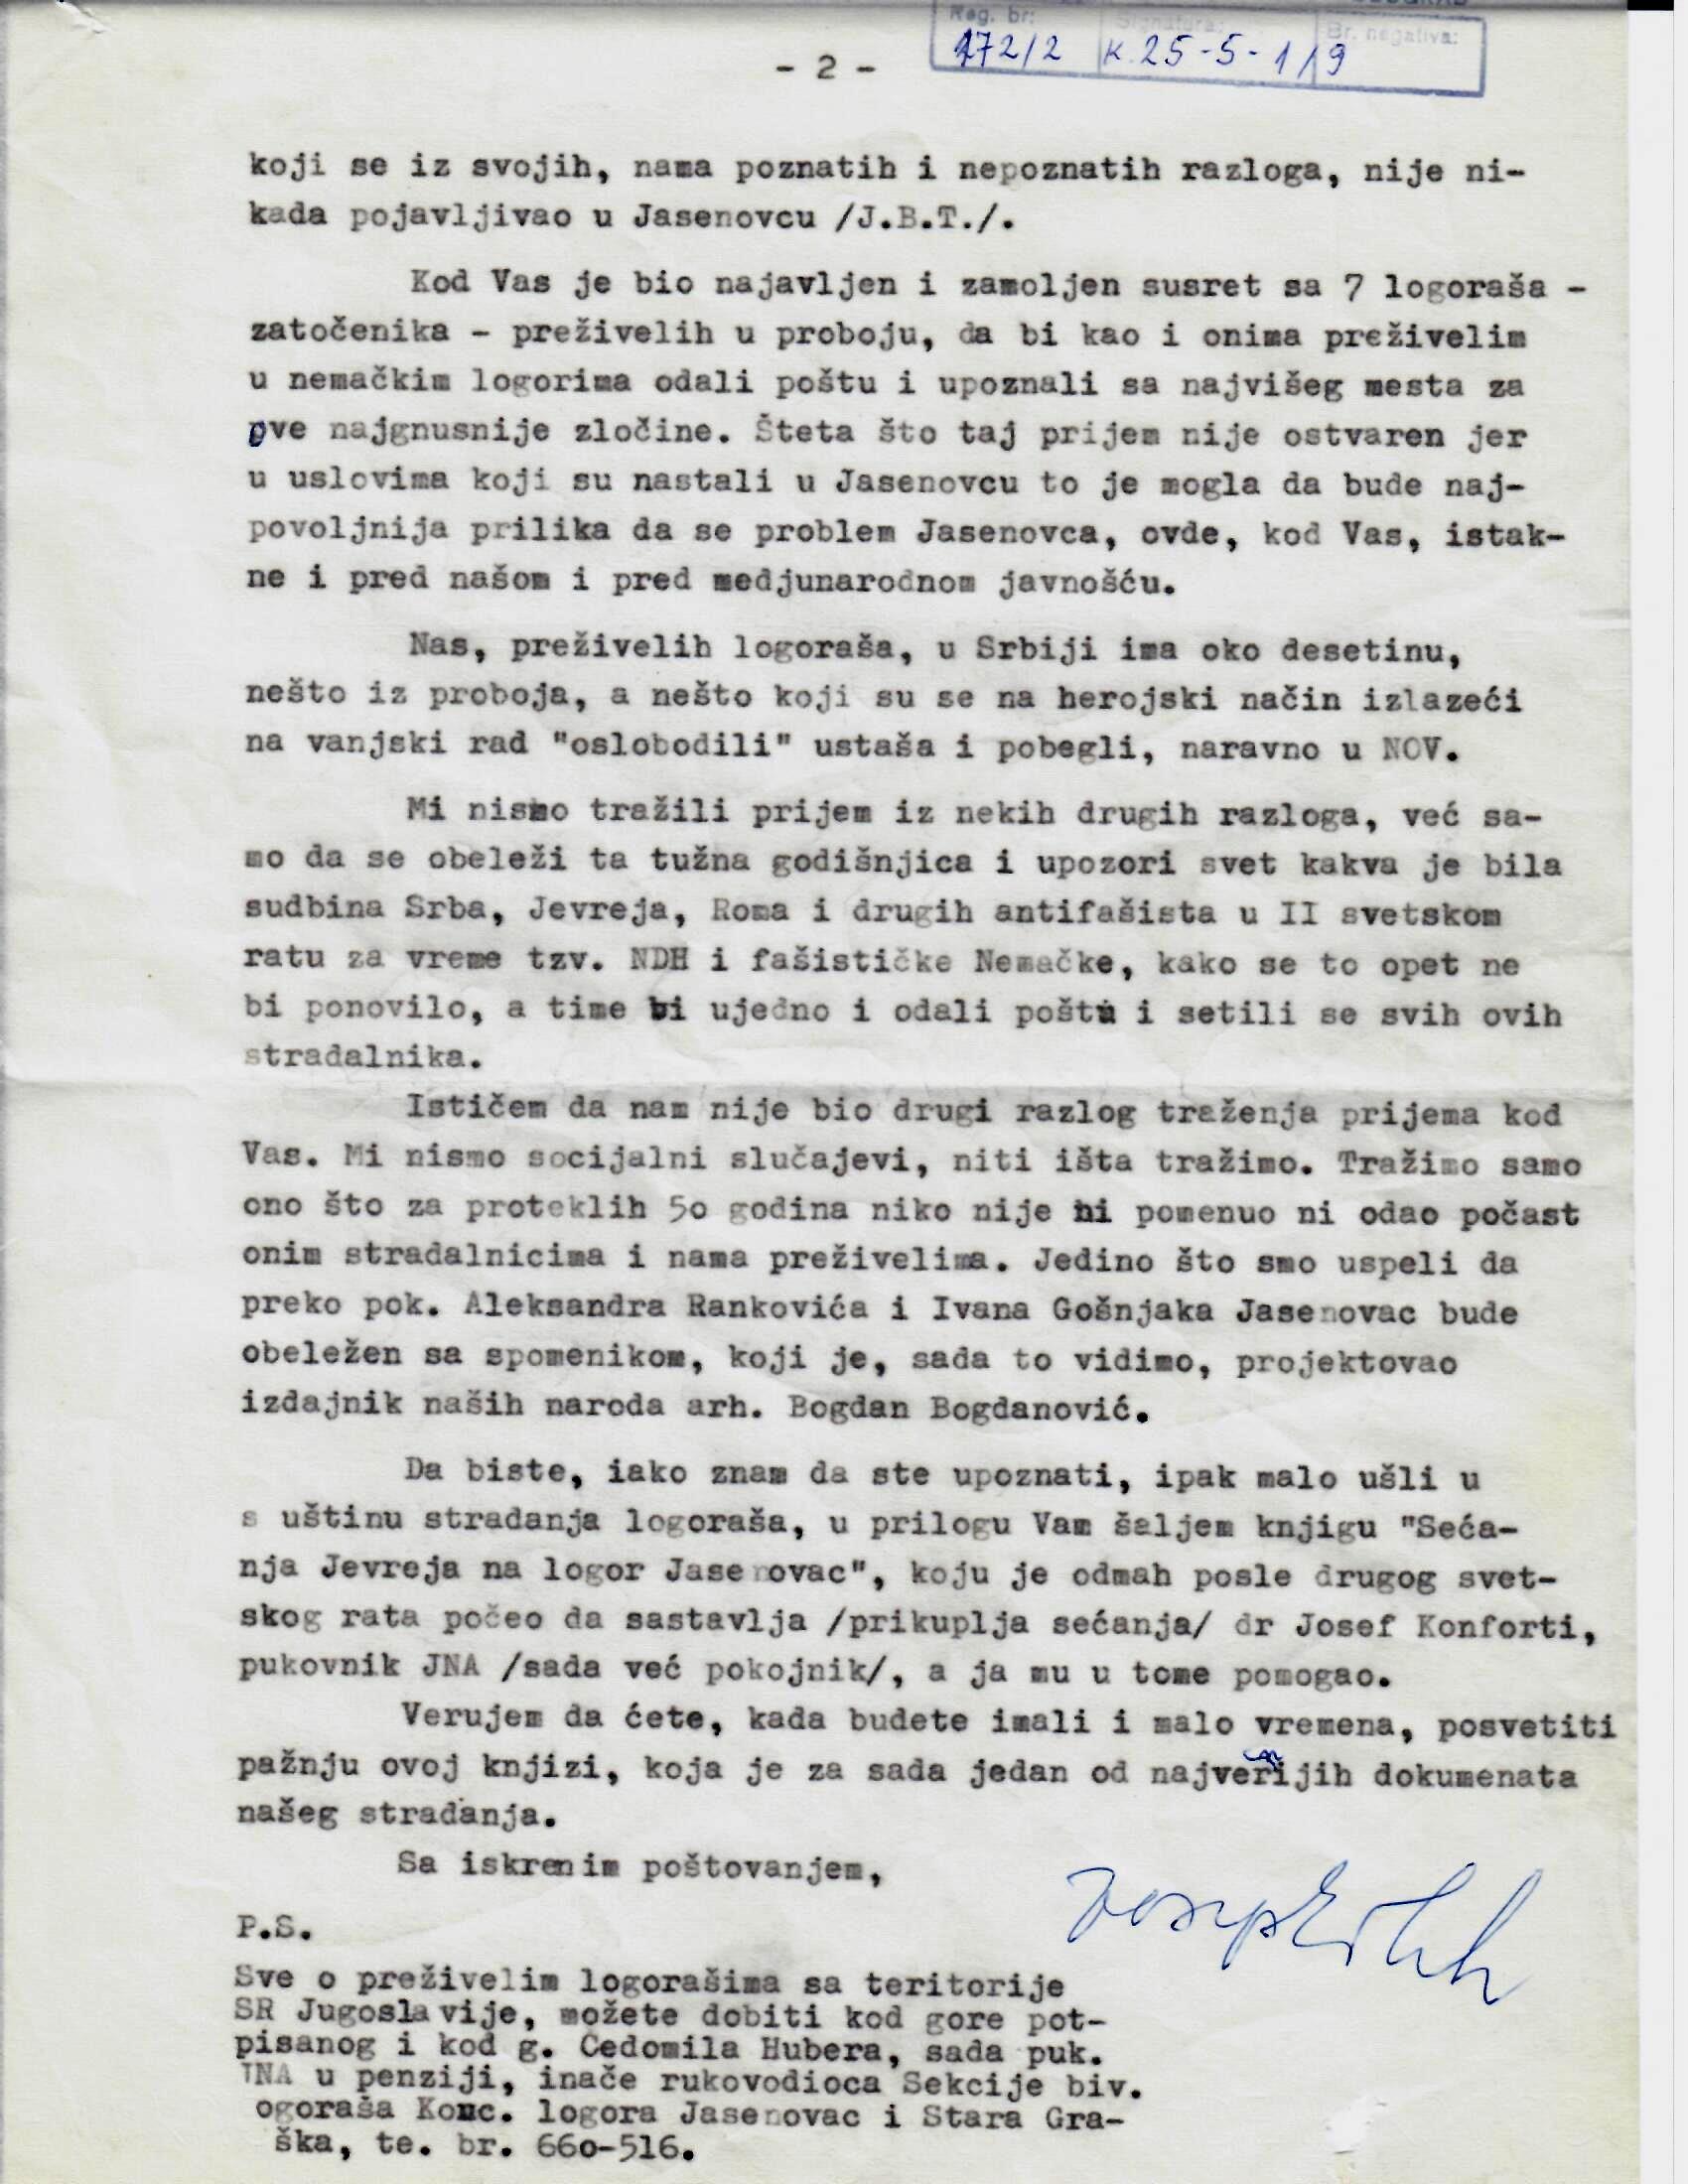 Reg. br: Signatura: Br. negativa:
172/2 K.25-5-1/9
- 2 -
koji se iz svojih, nama poznatih i nepoznatih razloga, nije ni-
kada pojavljivao u Jasenovcu /J.B.T./.
Kod Vas je bio najavljen i zamoljen susret sa 7 logoraša -
zatočenika - preživelih u proboju, da bi kao i onima preživelim
u nemačkim logorima odali poštu i upoznali sa najvišeg mesta za
ove najgnusnije zločine. Šteta što taj prijem nije ostvaren jer
u uslovima koji su nastali u Jasenovcu to je mogla da bude naj-
povoljnija prilika da se problem Jasenovca, ovde, kod Vas, istak-
ne i pred našom i pred medjunarodnom javnošću.
Nas, preživelih logoraša, u Srbiji ima oko desetinu,
nešto iz proboja, a nešto koji su se na herojski način izlazeći
na vanjski rad "oslobodili" ustaša i pobegli, naravno u NOV.
Mi nismo tražili prijem iz nekih drugih razloga, već sa-
mo da se obeleži ta tužna godišnjica i upozori svet kakva je bila
sudbina Srba, Jevreja, Roma i drugih antifašista u II svetskom
ratu za vreme tzv. NDH i fašističke Nemačke, kako se to opet ne
bi ponovilo, a time bi ujedno i odali poštu i setili se svih ovih
stradalnika.
Ističem da nam nije bio drugi razlog traženja prijema kod
Vas. Mi nismo socijalni slučajevi, niti išta tražimo. Tražimo samo
ono što za proteklih 5o godina niko nije ni pomenuo ni odao počast
onim stradalnicima i nama preživelima. Jedino što smo uspeli da
preko pok. Aleksandra Rankovića i Ivana Gošnjaka Jasenovac bude
obeležen sa spomenikom, koji je, sada to vidimo, projektovao
izdajnik naših naroda arh. Bogdan Bogdanović.
Da biste, iako znam da ste upoznati, ipak malo ušli u
s uštinu stradanja logoraša, u prilogu Vam šaljem knjigu "Seća-
nja Jevreja na logor Jasenovac", koju je odmah posle drugog svet-
skog rata počeo da sastavlja /prikuplja sećanja/ dr Josef Konforti,
pukovnik JNA /sada već pokojnik/, a ja mu u tome pomogao.
Verujem da ćete, kada budete imali i malo vremena, posvetiti
pažnju ovoj knjizi, koja je za sada jedan od najverijih dokumenata
našeg stradanja.
Sa iskrenim poštovanjem,
P.S.
Sve o preživelim logorašima sa teritorije
SR Jugosla vije, možete dobiti kod gore pot-
pisanog i kod g. Cedomila Hubera, sada puk.
JNA u penziji, inače rukovodioca Sekcije biv.
ogoraša Konc. logora Jasenovac i Stara Gra-
ška, te. br. 66o-516.